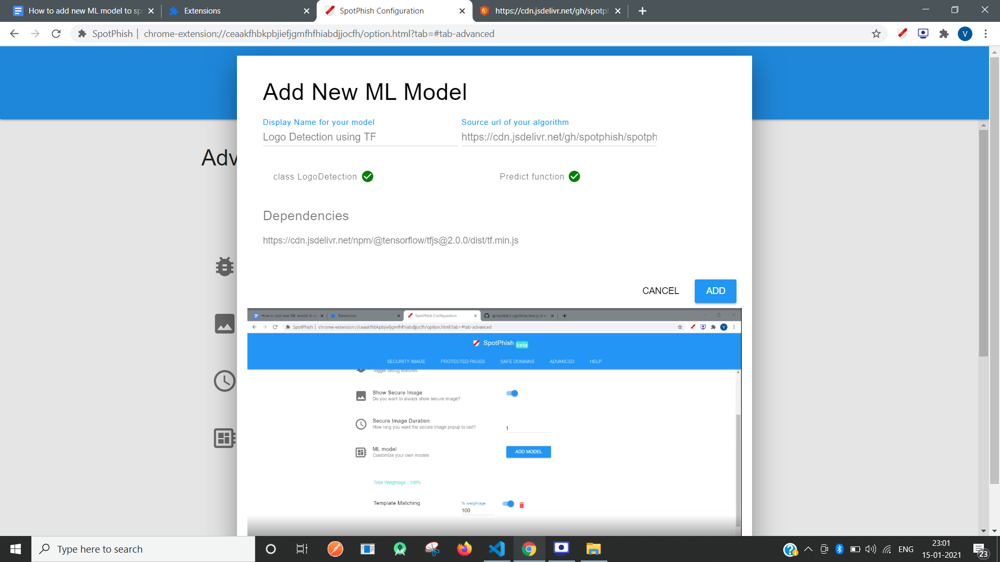 How to add new ML model to sp
Extensions
SpotPhish Configuration
https://cdn.jsdelivr.net/gh/spotph
SpotPhish | chrome-extension://ceaakfhbkpbjiefjgmfhfhiabdjjocfh/option.html?tab=#tab-advanced
V
Add New ML Model
Display Name for your model
Source url of your algorithm
Logo Detection using TF
https://cdn.jsdelivr.net/gh/spotphish/spotph
Adv
class LogoDetection
Predict function
Dependencies
https://cdn.jsdelivr.net/npm/@tensorflow/tfjs@2.0.0/dist/tf.min.js
CANCEL
ADD
How to add new ML model to sp
Extensions
SpotPhish Configuration
spotphish/LogoDetection.js at m
SpotPhish | chrome-extension://ceaakfhbkpbjiefjgmfhfhiabdjjocfh/option.html?tab=#tab-advanced
V
SpotPhish beta
SECURITY IMAGE
PROTECTED PAGES
SAFE DOMAINS
ADVANCED
HELP
Toggle debug features.
Show Secure Image
Do you want to always show secure image?
Secure Image Duration
How long you want the secure image popup to last?
1
ML model
Customize your own models
ADD MODEL
Total Weightage : 100%
Template Matching
% weightage
100
Type here to search
ENG
23:01
15-01-2021
23